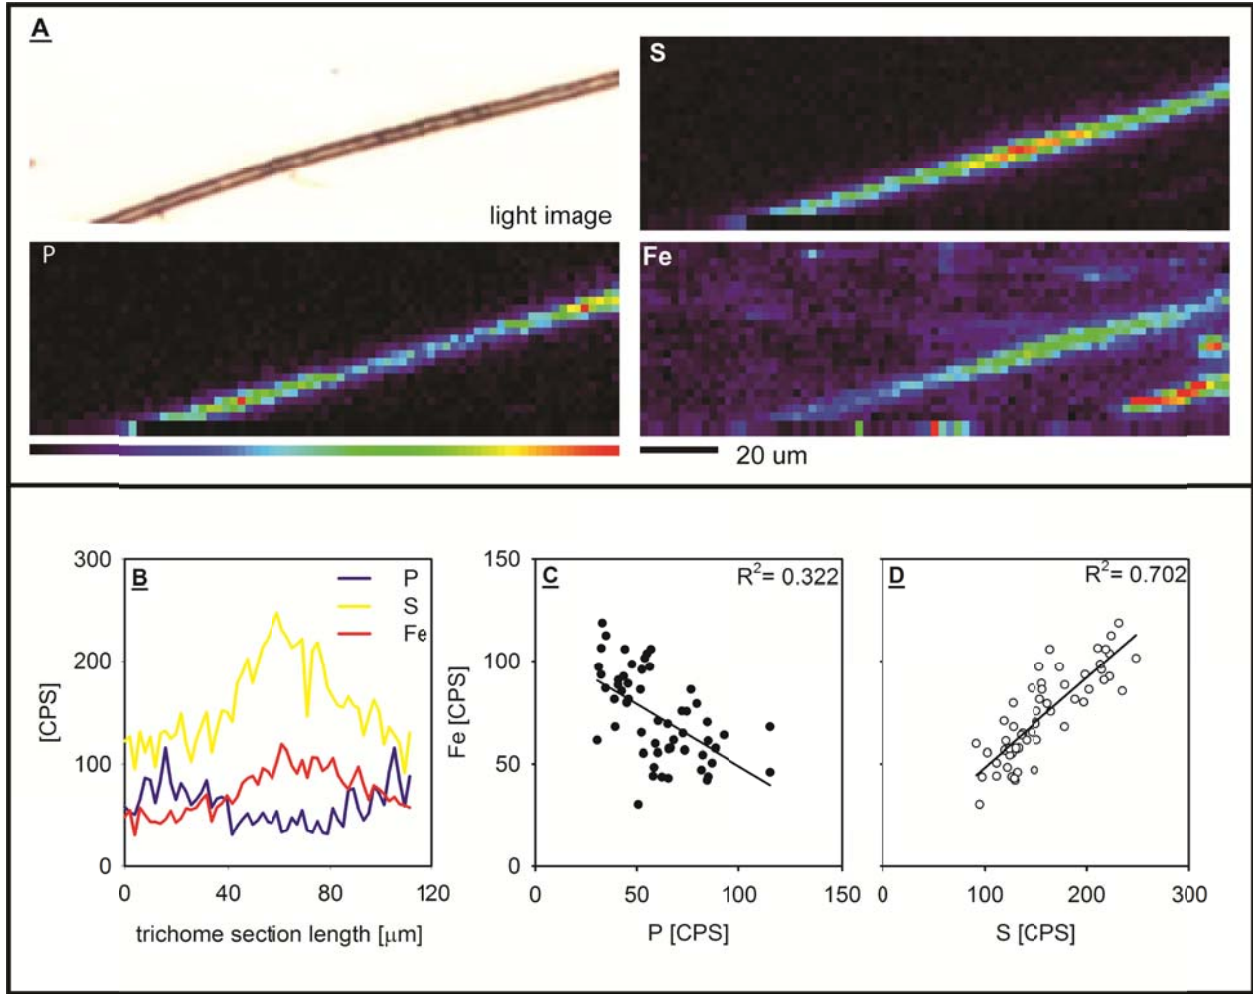 A
S
light image
P
Fe
20 um
300
200
100
0
[CPS]
B
P
S
Fe
0
40
80
120
trichome section length [μm]
150
100
50
0
Fe [CPS]
C
R²= 0.322
0
50
100
150
P [CPS]
D
R²= 0.702
100
200
300
S [CPS]